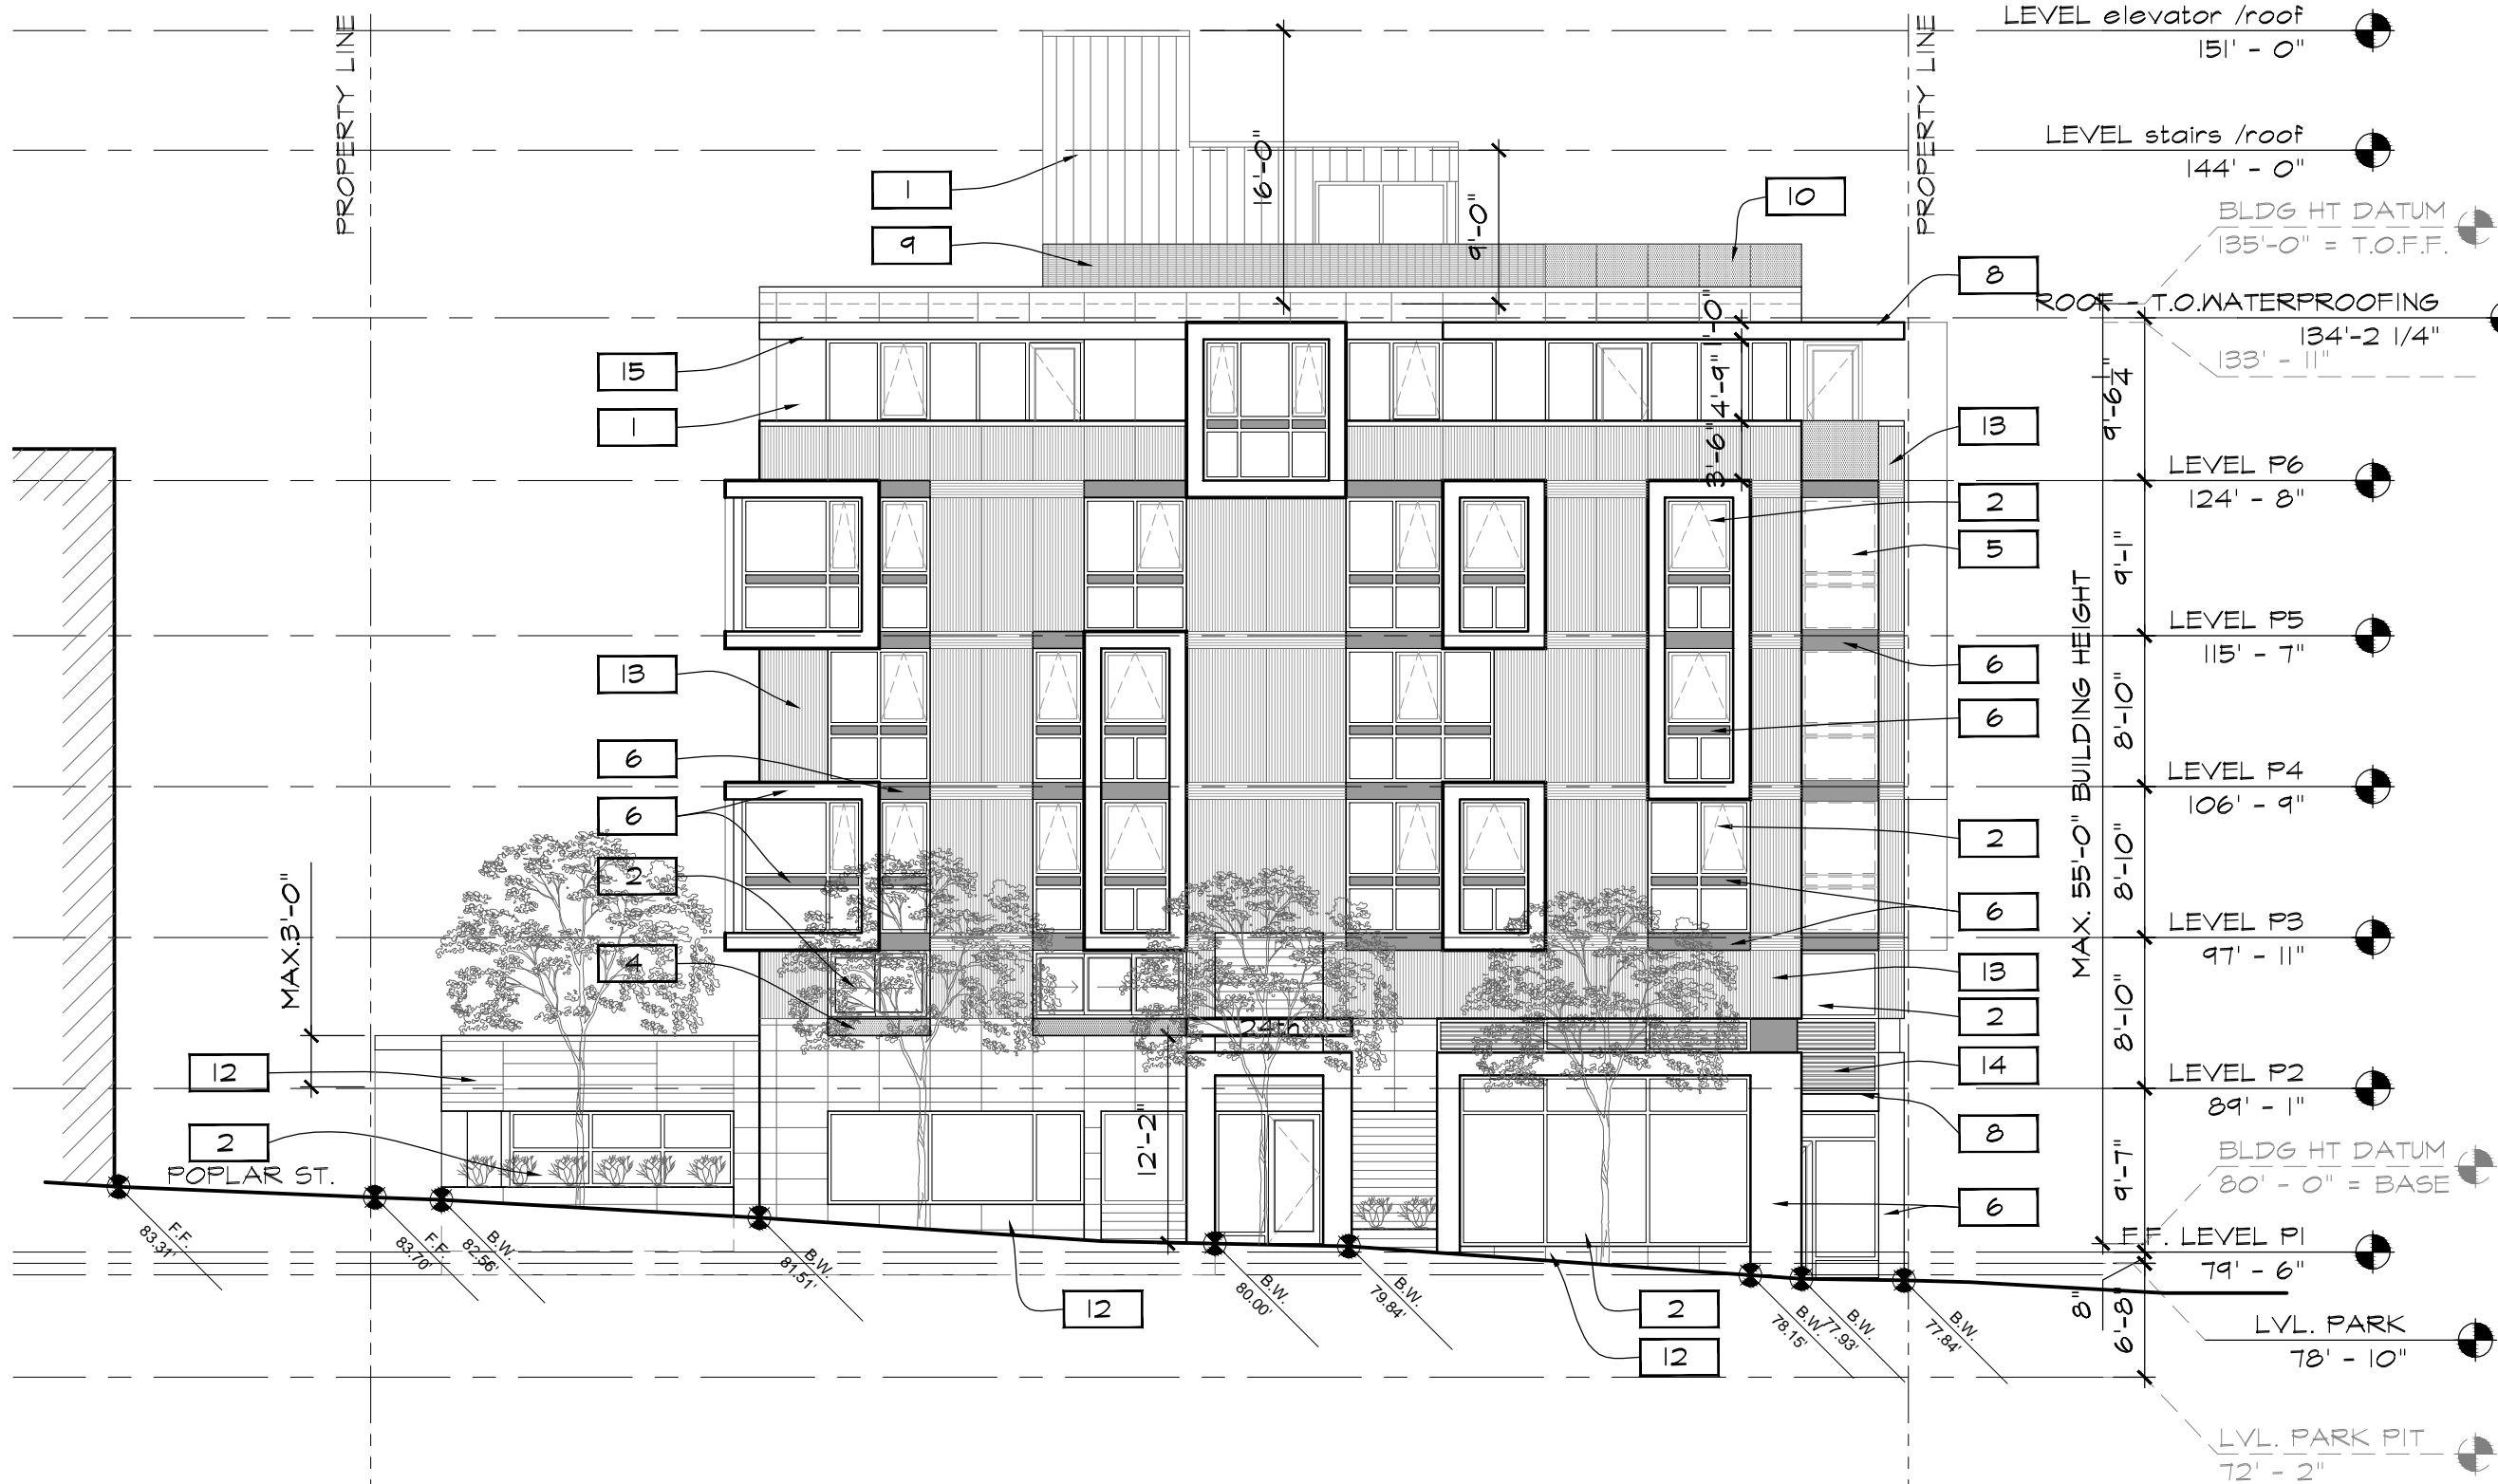 PROPERTY LINE
PROPERTY LINE
LEVEL elevator /roof
151' - 0"
LEVEL stairs /roof
144' - 0"
BLDG HT DATUM
135'-0" = T.O.F.F.
ROOF - T.O.WATERPROOFING
134'-2 1/4"
133' - 11"
LEVEL P6
124' - 8"
LEVEL P5
115' - 7"
LEVEL P4
106' - 9"
LEVEL P3
97' - 11"
LEVEL P2
89' - 1"
BLDG HT DATUM
80' - 0" = BASE
F.F. LEVEL P1
79' - 6"
LVL. PARK
78' - 10"
LVL. PARK PIT
72' - 2"
MAX. 55'-0" BUILDING HEIGHT
9'-6 1/4"
9'-1"
8'-10"
8'-10"
8'-10"
9'-7"
8"
6'-8"
16'-0"
9'-0"
1'-0"
4'-9"
3'-6"
12'-2"
MAX.3'-0"
1
9
10
8
15
1
13
2
5
13
6
6
6
6
2
2
6
4
13
2
12
14
2
8
6
12
2
12
24th
POPLAR ST.
F.F.
83.31'
F.F.
83.70'
B.W.
82.56'
B.W.
81.51'
B.W.
80.00'
B.W.
79.84'
B.W.
78.15'
B.W.
77.93'
B.W.
77.84'